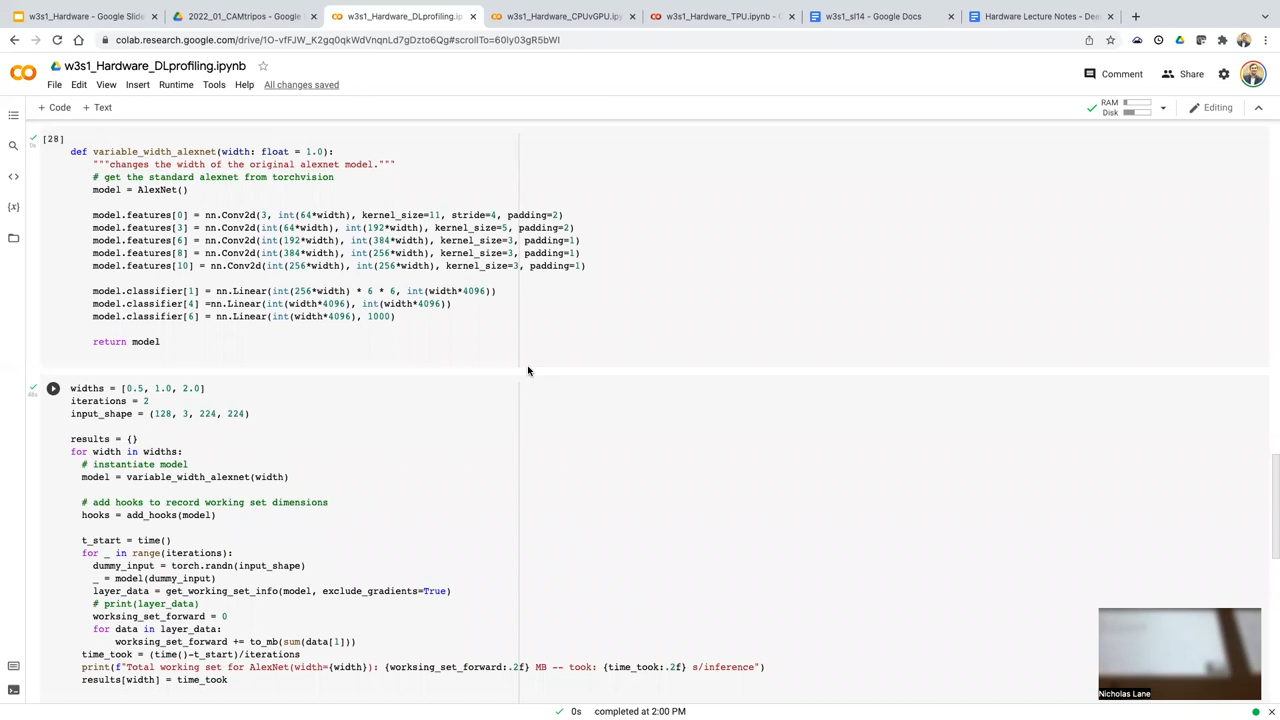 w3s1_Hardware - Google Slide
2022_01_CAMtripos - Google
w3s1_Hardware_DLprofiling.ip
w3s1_Hardware_CPUvGPU.ipy
w3s1_Hardware_TPU.ipynb - C
w3s1_sl14 - Google Docs
Hardware Lecture Notes - Dee
colab.research.google.com/drive/1O-vfFJW_K2gq0qkWdVnqnLd7gDzto6Qg#scrollTo=60Iy03gR5bWI
w3s1_Hardware_DLprofiling.ipynb
Comment
Share
File Edit View Insert Runtime Tools Help All changes saved
+ Code + Text
RAM
Disk
Editing
[28]
def variable_width_alexnet(width: float = 1.0):
"""changes the width of the original alexnet model."""
# get the standard alexnet from torchvision
model = AlexNet()
model.features[0] = nn.Conv2d(3, int(64*width), kernel_size=11, stride=4, padding=2)
model.features[3] = nn.Conv2d(int(64*width), int(192*width), kernel_size=5, padding=2)
model.features[6] = nn.Conv2d(int(192*width), int(384*width), kernel_size=3, padding=1)
model.features[8] = nn.Conv2d(int(384*width), int(256*width), kernel_size=3, padding=1)
model.features[10] = nn.Conv2d(int(256*width), int(256*width), kernel_size=3, padding=1)
model.classifier[1] = nn.Linear(int(256*width) * 6 * 6, int(width*4096))
model.classifier[4] =nn.Linear(int(width*4096), int(width*4096))
model.classifier[6] = nn.Linear(int(width*4096), 1000)
return model
widths = [0.5, 1.0, 2.0]
iterations = 2
input_shape = (128, 3, 224, 224)
results = {}
for width in widths:
# instantiate model
model = variable_width_alexnet(width)
# add hooks to record working set dimensions
hooks = add_hooks(model)
t_start = time()
for _ in range(iterations):
dummy_input = torch.randn(input_shape)
_ = model(dummy_input)
layer_data = get_working_set_info(model, exclude_gradients=True)
# print(layer_data)
worksing_set_forward = 0
for data in layer_data:
worksing_set_forward += to_mb(sum(data[1]))
time_took = (time()-t_start)/iterations
print(f"Total working set for AlexNet(width={width}): {worksing_set_forward:.2f} MB -- took: {time_took:.2f} s/inference")
results[width] = time_took
Nicholas Lane
0s completed at 2:00 PM